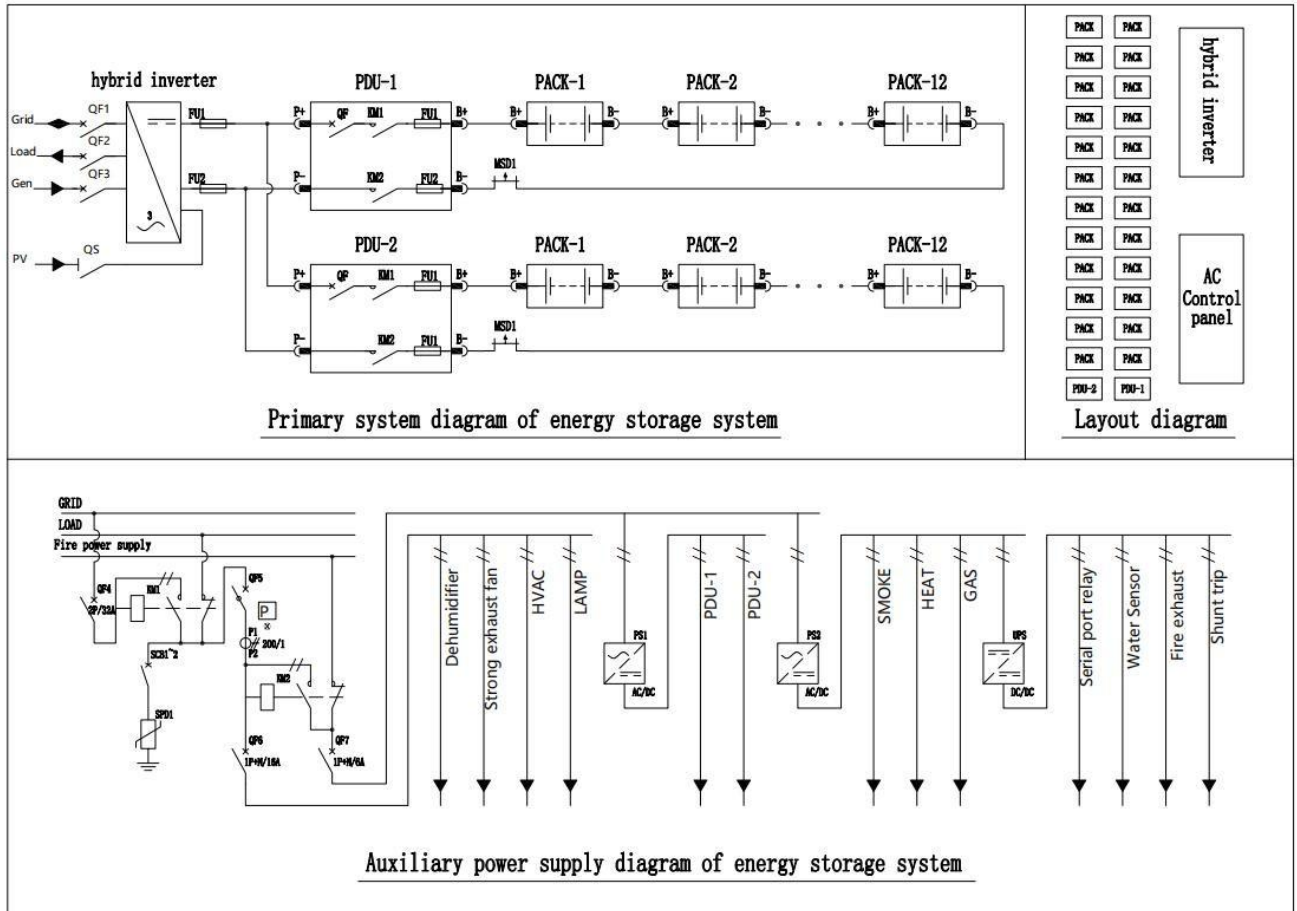 hybrid inverter
PDU-1
PACK-1
PACK-2
PACK-12
Grid
QF1
FU1
P+
QF
KM1
FU1
B+
B+
B-
B+
B-
B+
B-
Load
QF2
Gen
QF3
FU2
P-
KM2
FU2
B-
MSD1
3
PV
QS
PDU-2
PACK-1
PACK-2
PACK-12
P+
QF
KM1
FU1
B+
B+
B-
B+
B-
B+
B-
P-
KM2
FU1
B-
MSD1
Primary system diagram of energy storage system
PACK PACK
PACK PACK
PACK PACK
PACK PACK
PACK PACK
PACK PACK
PACK PACK
PACK PACK
PACK PACK
PACK PACK
PACK PACK
PACK PACK
PDU-2 PDU-1
hybrid inverter
AC
Control
panel
Layout diagram
GRID
LOAD
Fire power supply
QF4
2P/32A
KM1
QF5
P
P1
200/1
P2
SCB1~2
KM2
SPD1
QF6
1P+N/16A
QF7
1P+N/6A
Dehumidifier
Strong exhaust fan
HVAC
LAMP
PS1
AC/DC
PDU-1
PDU-2
PS2
AC/DC
SMOKE
HEAT
GAS
UPS
DC/DC
Serial port relay
Water Sensor
Fire exhaust
Shunt trip
Auxiliary power supply diagram of energy storage system